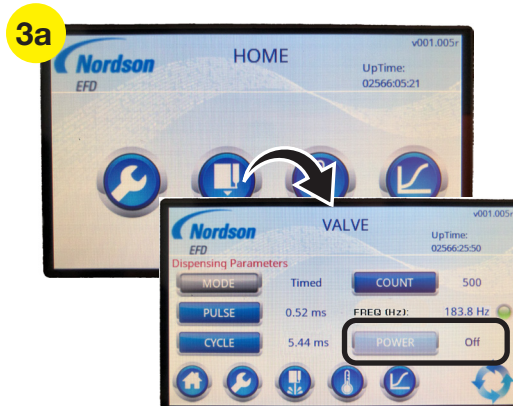 3a
Nordson
EFD
HOME
v001.005r
UpTime:
02566:05:21
Nordson
EFD
VALVE
v001.005r
UpTime:
02566:25:50
Dispensing Parameters
MODE Timed COUNT 500
PULSE 0.52 ms FREQ (Hz): 183.8 Hz
CYCLE 5.44 ms POWER Off